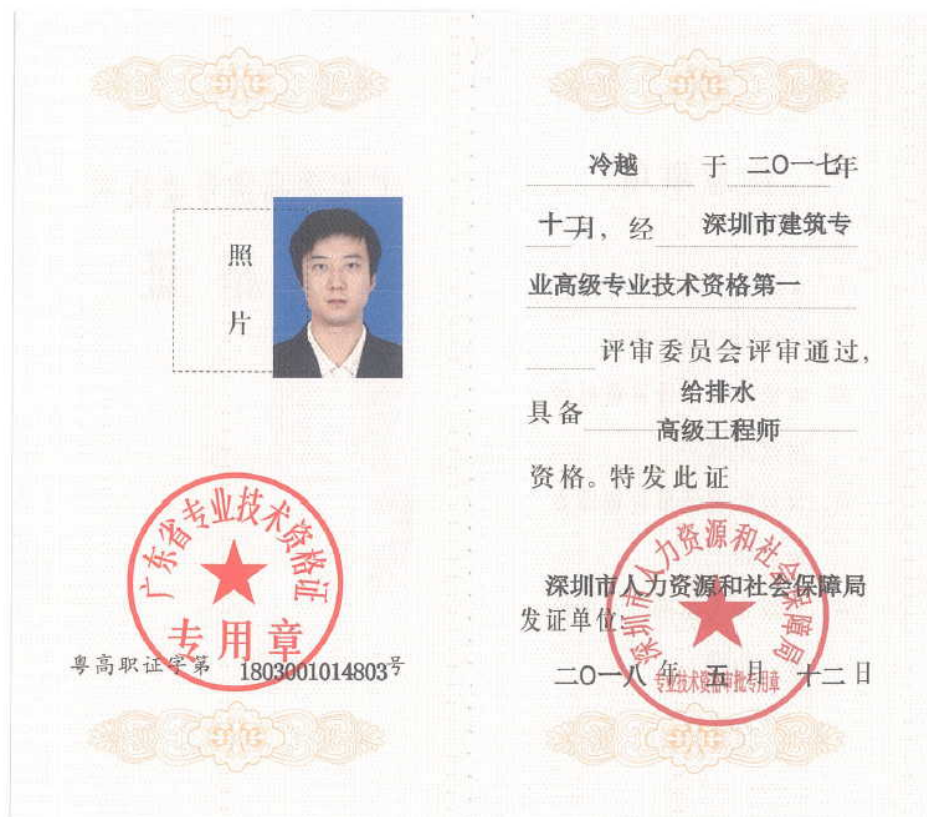 照
片
广东省专业技术资格证
专用章
粤高职证字第 1803001014803号
冷越 于 二〇一七年
十二月，经 深圳市建筑专
业高级专业技术资格第一
评审委员会评审通过，
给排水
具备
高级工程师
资格。特发此证
深圳市人力资源和社会保障局
深圳市人力资源和社会保障局
发证单位：
二〇一八 年 五 月 十二 日
专业技术资格审批专用章